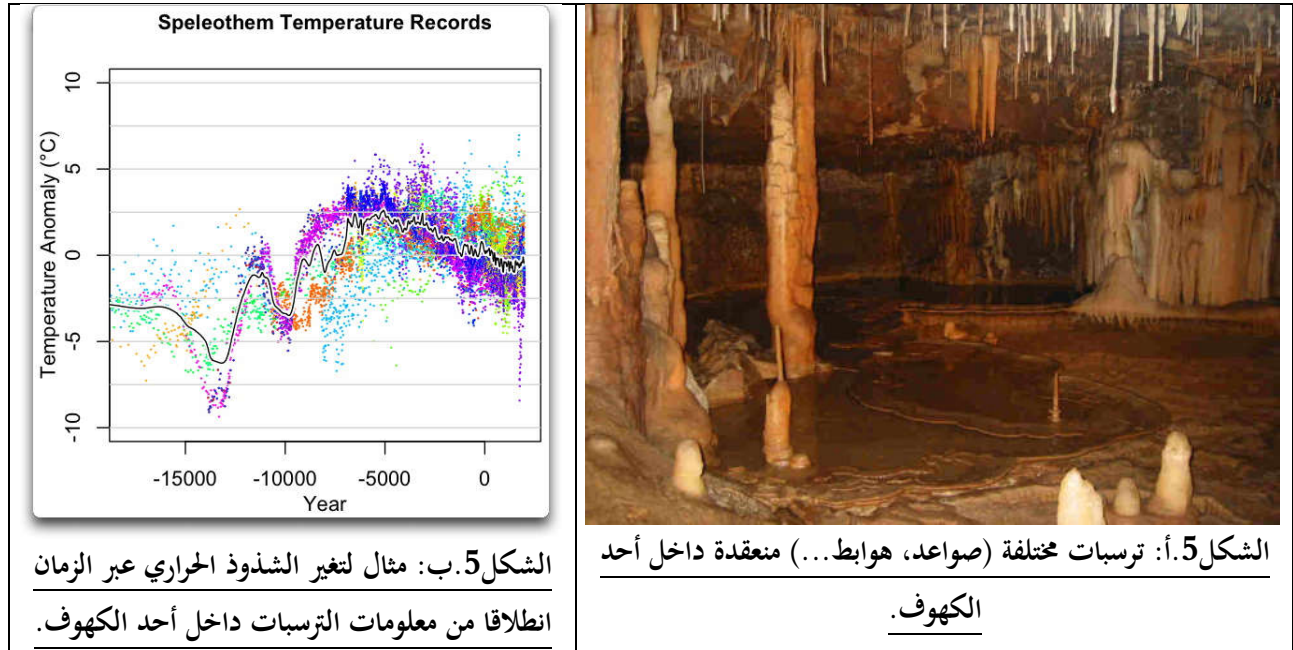 Speleothem Temperature Records
Temperature Anomaly (°C)
10
5
0
-5
-10
-15000
-10000
-5000
0
Year
الشكل5.ب: مثال لتغير الشذوذ الحراري عبر الزمان
انطلاقا من معلومات الترسبات داخل أحد الكهوف.
الشكل5.أ: ترسبات مختلفة (صواعد، هوابط...) منعقدة داخل أحد
الكهوف.